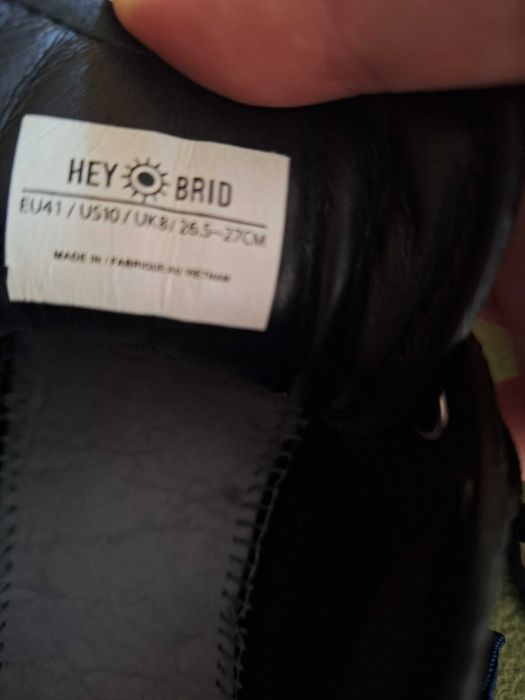 HEY BRID
EU41 / US10 / UK8 / 26.5-27CM
MADE IN / FABRIQUE AU VIETNAM